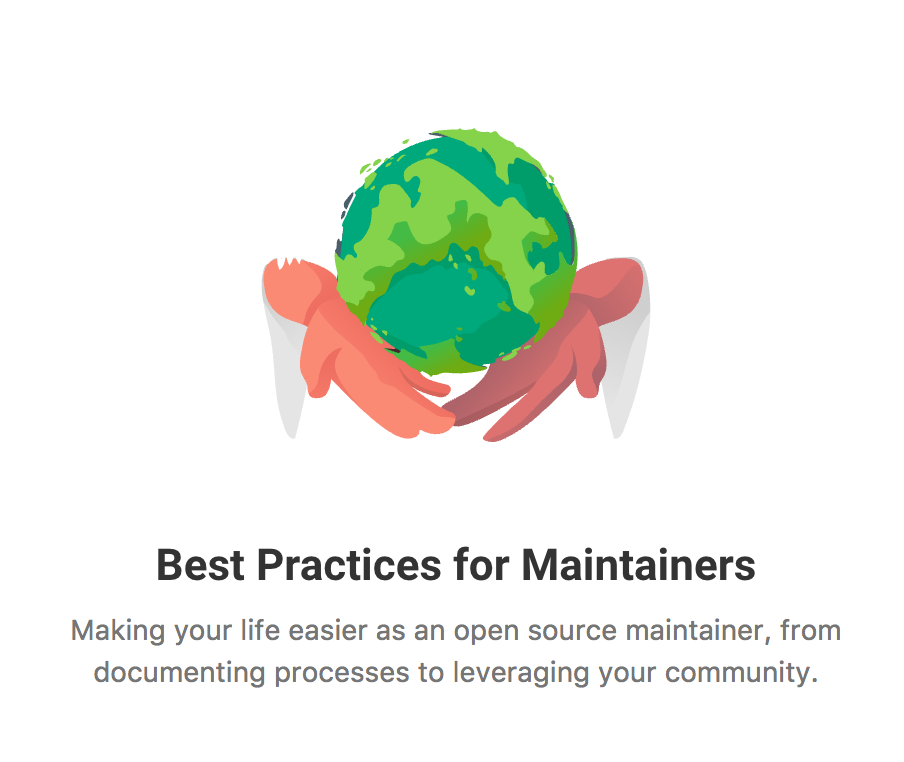 Best Practices for Maintainers
Making your life easier as an open source maintainer, from
documenting processes to leveraging your community.